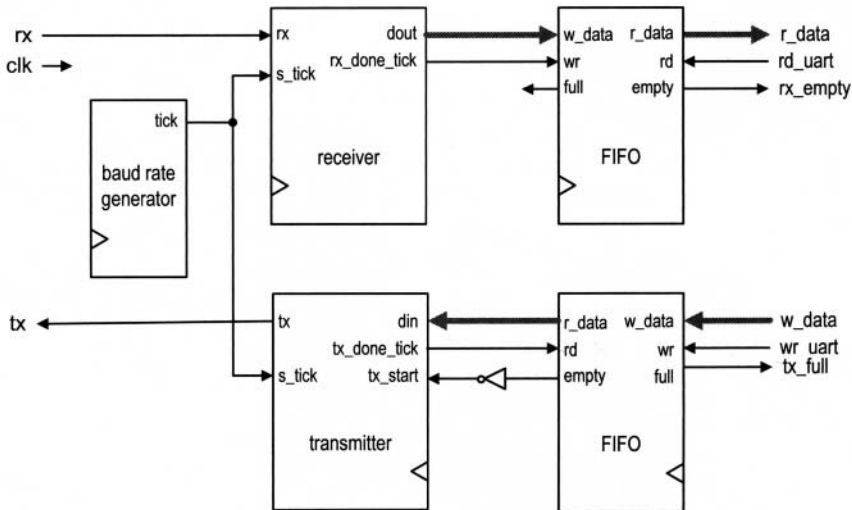 rx
clk
rx
dout
rx_done_tick
s_tick
receiver
w_data
r_data
wr
rd
full
empty
FIFO
r_data
rd_uart
rx_empty
tick
baud rate
generator
tx
tx
din
tx_done_tick
s_tick
tx_start
transmitter
r_data
w_data
rd
wr
empty
full
FIFO
w_data
wr_uart
tx_full